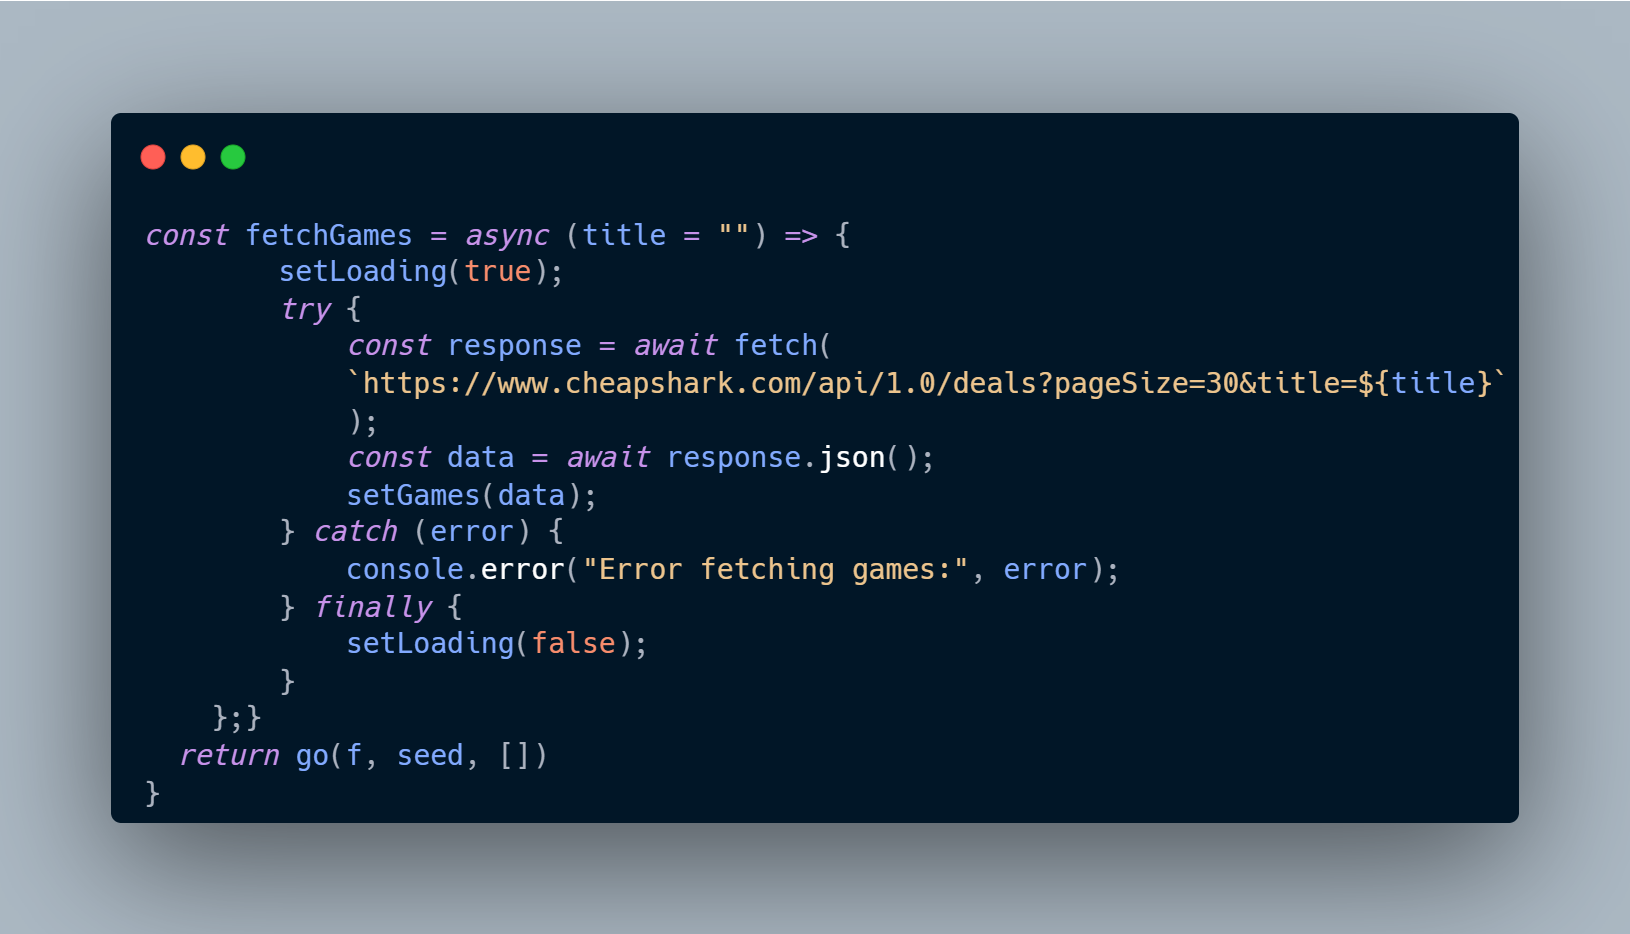 const fetchGames = async (title = "") => {
        setLoading(true);
        try {
            const response = await fetch(
            `https://www.cheapshark.com/api/1.0/deals?pageSize=30&title=${title}`
            );
            const data = await response.json();
            setGames(data);
        } catch (error) {
            console.error("Error fetching games:", error);
        } finally {
            setLoading(false);
        }
    };}
  return go(f, seed, [])
}